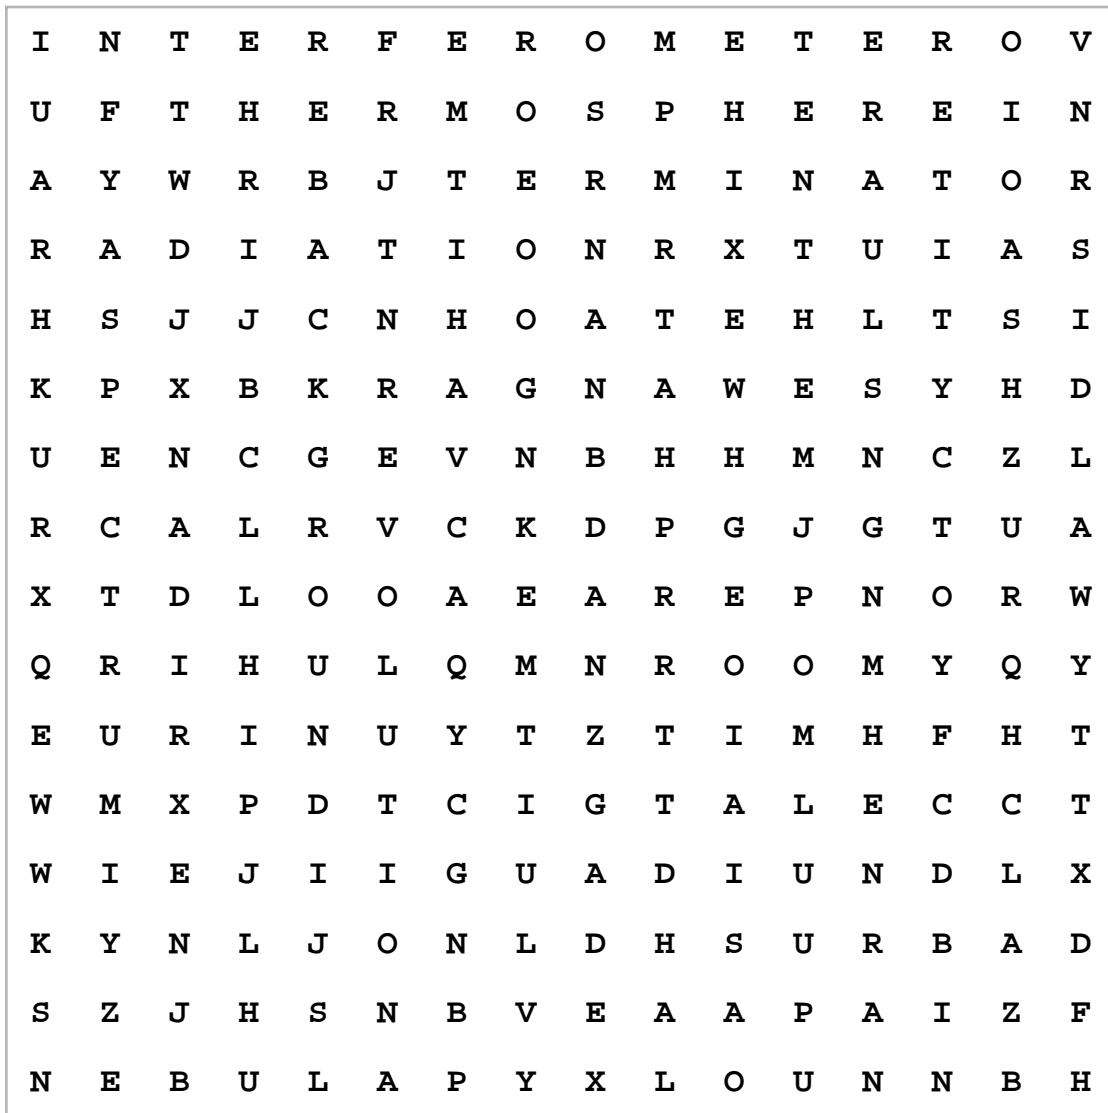 I N T E R F E R O M E T E R O V
U F T H E R M O S P H E R E I N
A Y W R B J T E R M I N A T O R
R A D I A T I O N R X T U I A S
H S J J C N H O A T E H L T S I
K P X B K R A G N A W E S Y H D
U E N C G E V N B H H M N C Z L
R C A L R V C K D P G J G T U A
X T D L O O A E A R E P N O R W
Q R I H U L Q M N R O O M Y Q Y
E U R I N U Y T Z T I M H F H T
W M X P D T C I G T A L E C C T
W I E J I I G U A D I U N D L X
K Y N L J O N L D H S U R B A D
S Z J H S N B V E A A P A I Z F
N E B U L A P Y X L O U N N B H